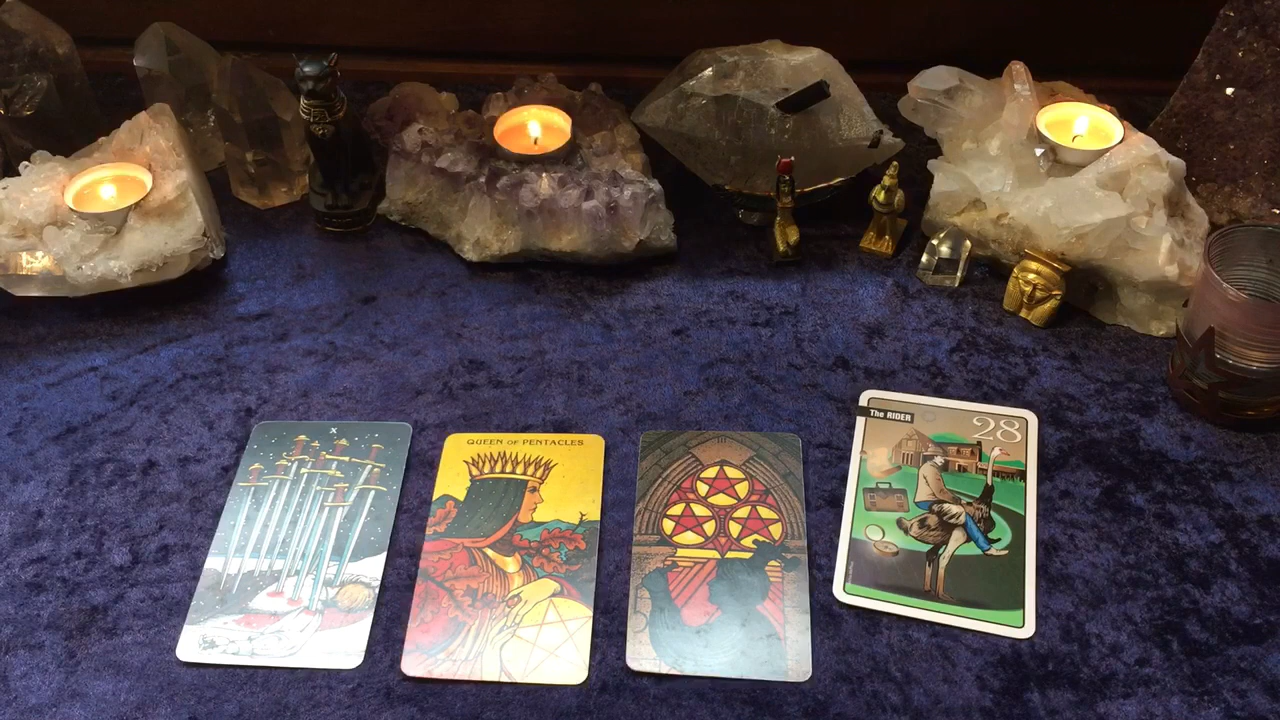 X
QUEEN OF PENTACLES
The RIDER
28